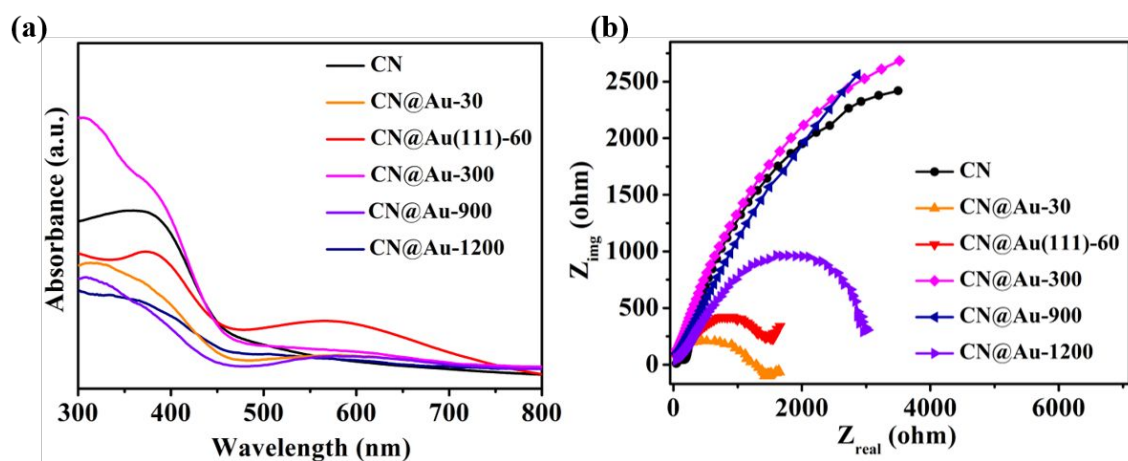 (a)
Absorbance (a.u.)
CN
CN@Au-30
CN@Au(111)-60
CN@Au-300
CN@Au-900
CN@Au-1200
300 400 500 600 700 800
Wavelength (nm)
(b)
Z_img (ohm)
2500
2000
1500
1000
500
0
CN
CN@Au-30
CN@Au(111)-60
CN@Au-300
CN@Au-900
CN@Au-1200
0 2000 4000 6000
Z_real (ohm)